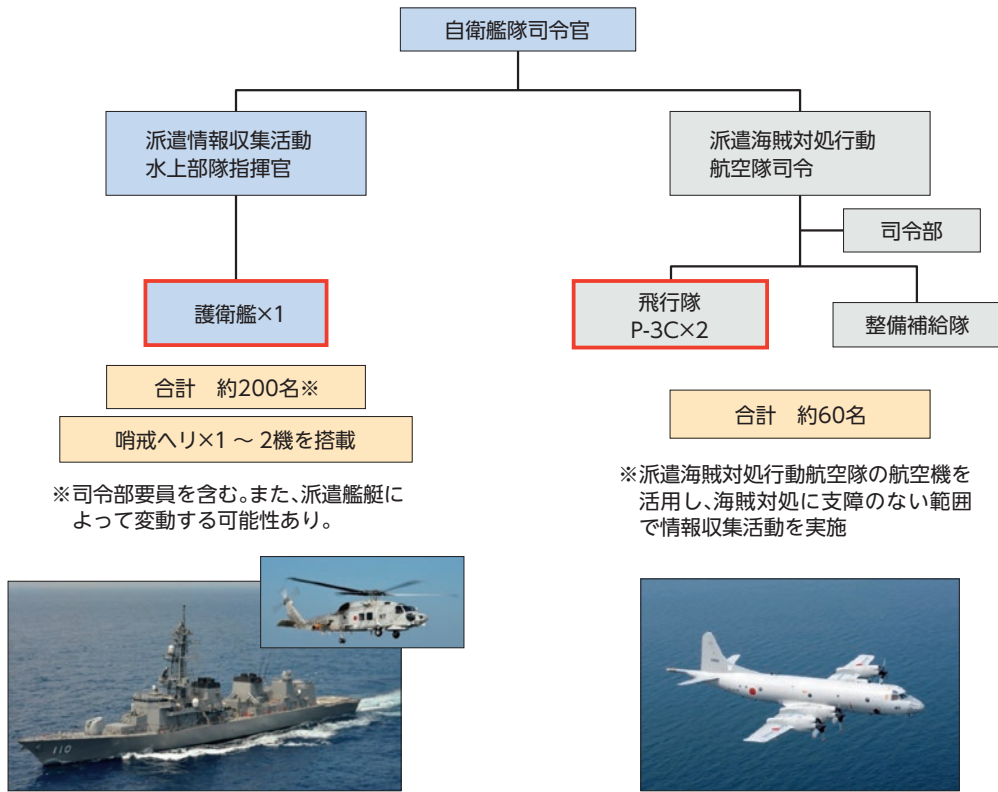 自衛艦隊司令官
派遣情報収集活動
水上部隊指揮官
派遣海賊対処行動
航空隊司令
司令部
護衛艦×1
飛行隊
P-3C×2
整備補給隊
合計　約200名※
哨戒ヘリ×1 ～ 2機を搭載
合計　約60名
※司令部要員を含む。また、派遣艦艇に
よって変動する可能性あり。
※派遣海賊対処行動航空隊の航空機を
活用し、海賊対処に支障のない範囲
で情報収集活動を実施
110